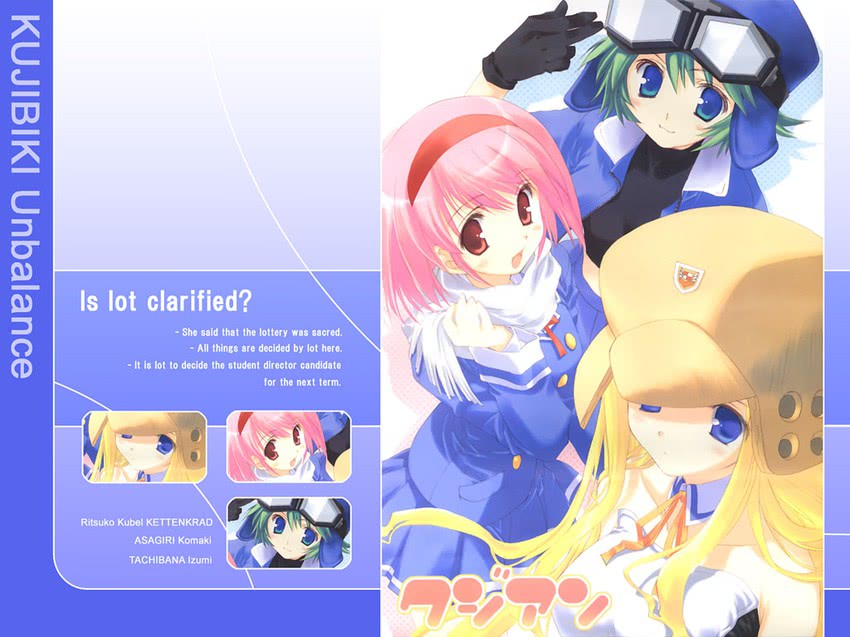 KUJIBIKI Unbalance
Is lot clarified?
- She said that the lottery was sacred.
- All things are decided by lot here.
- It is lot to decide the student director candidate
for the next term.
Ritsuko Kubel KETTENKRAD
ASAGIRI Komaki
TACHIBANA Izumi
クジアン